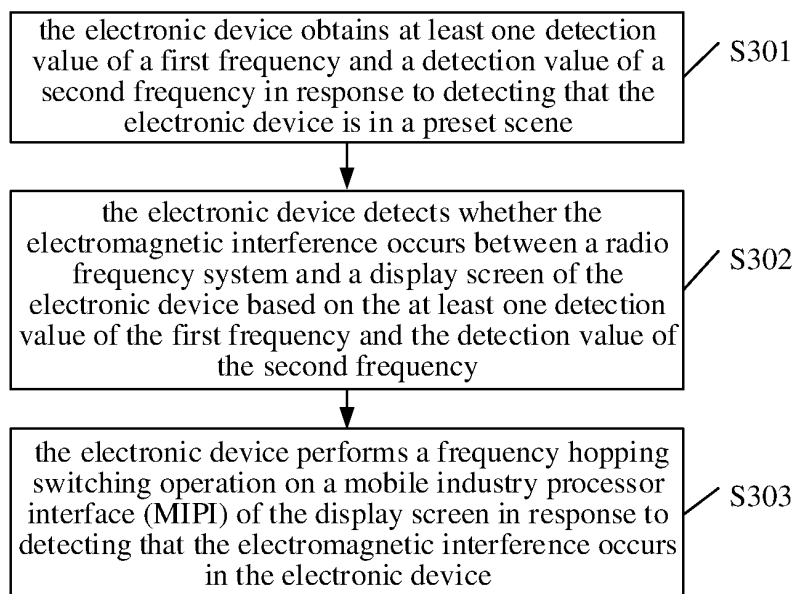 the electronic device obtains at least one detection
value of a first frequency and a detection value of a
second frequency in response to detecting that the
electronic device is in a preset scene
S301
the electronic device detects whether the
electromagnetic interference occurs between a radio
frequency system and a display screen of the
electronic device based on the at least one detection
value of the first frequency and the detection value of
the second frequency
S302
the electronic device performs a frequency hopping
switching operation on a mobile industry processor
interface (MIPI) of the display screen in response to
detecting that the electromagnetic interference occurs
in the electronic device
S303